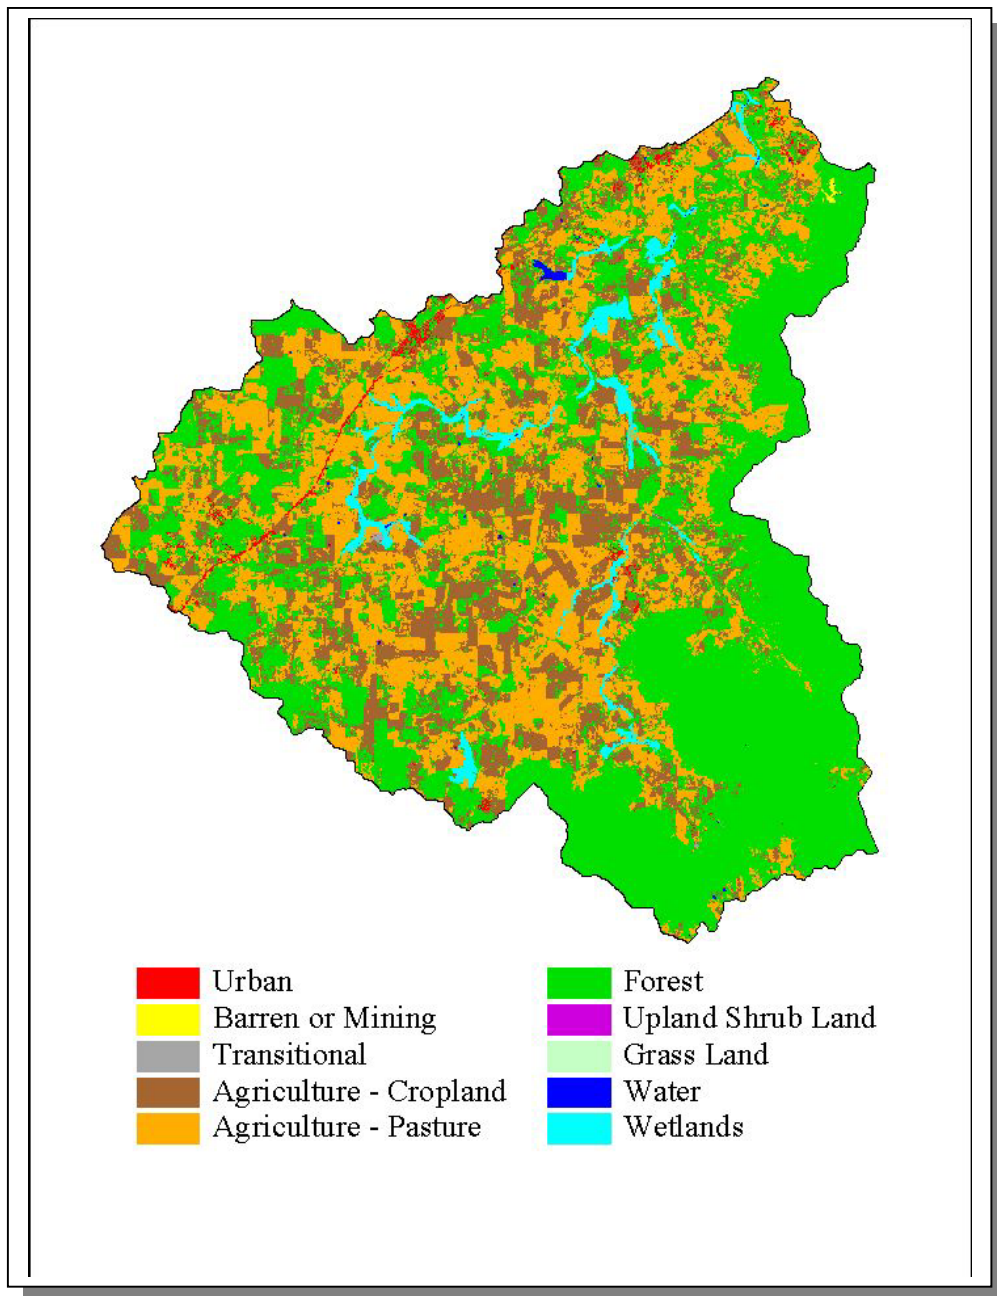 Urban
Barren or Mining
Transitional
Agriculture - Cropland
Agriculture - Pasture
Forest
Upland Shrub Land
Grass Land
Water
Wetlands